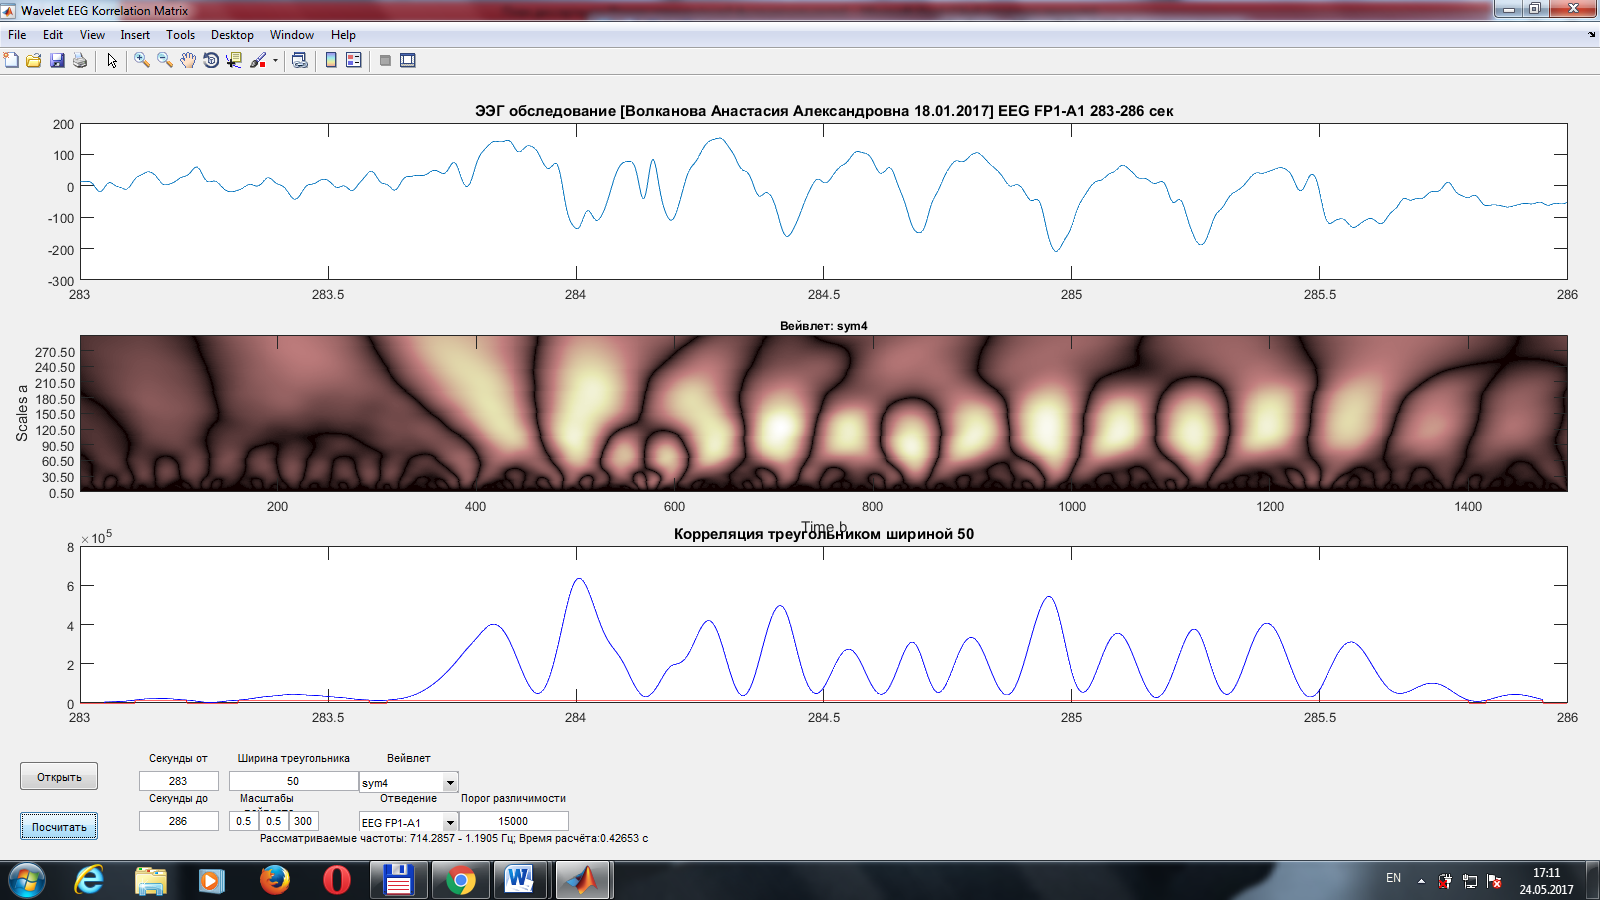 Wavelet EEG Korrelation Matrix
File Edit View Insert Tools Desktop Window Help
ЭЭГ обследование [Волканова Анастасия Александровна 18.01.2017] EEG FP1-A1 283-286 сек
200
100
0
-100
-200
-300
283 283.5 284 284.5 285 285.5 286
Вейвлет: sym4
Scales a
270.50
240.50
210.50
180.50
150.50
120.50
90.50
60.50
30.50
0.50
200 400 600 800 1000 1200 1400
Time b
Корреляция треугольником шириной 50
×10^5
8
6
4
2
0
283 283.5 284 284.5 285 285.5 286
Секунды от Ширина треугольника Вейвлет
Открыть 283 50 sym4
Секунды до Масштабы Отведение Порог различимости
Посчитать 286 0.5 0.5 300 EEG FP1-A1 15000
Рассматриваемые частоты: 714.2857 - 1.1905 Гц; Время расчёта:0.42653 с
EN 17:11
24.05.2017